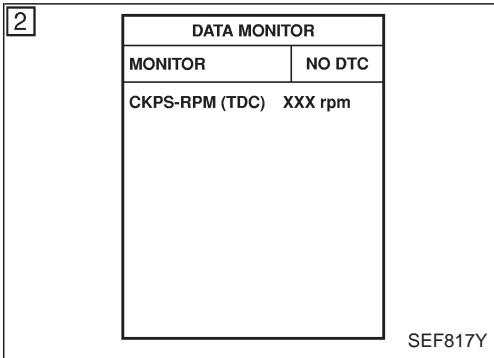 2
DATA MONITOR
MONITOR NO DTC
CKPS-RPM (TDC) XXX rpm
SEF817Y